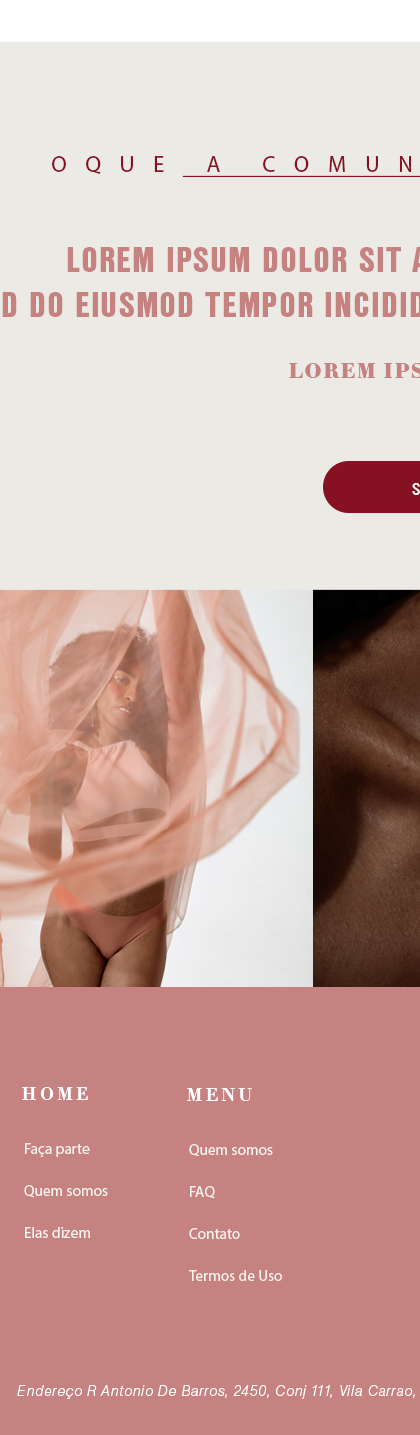 OQUE A COMUN
LOREM IPSUM DOLOR SIT
D DO EIUSMOD TEMPOR INCIDID
LOREM IPS
S
HOME
MENU
Faça parte
Quem somos
Quem somos
FAQ
Elas dizem
Contato
Termos de Uso
Endereço R Antonio De Barros, 2450, Conj 111, Vila Carrao,